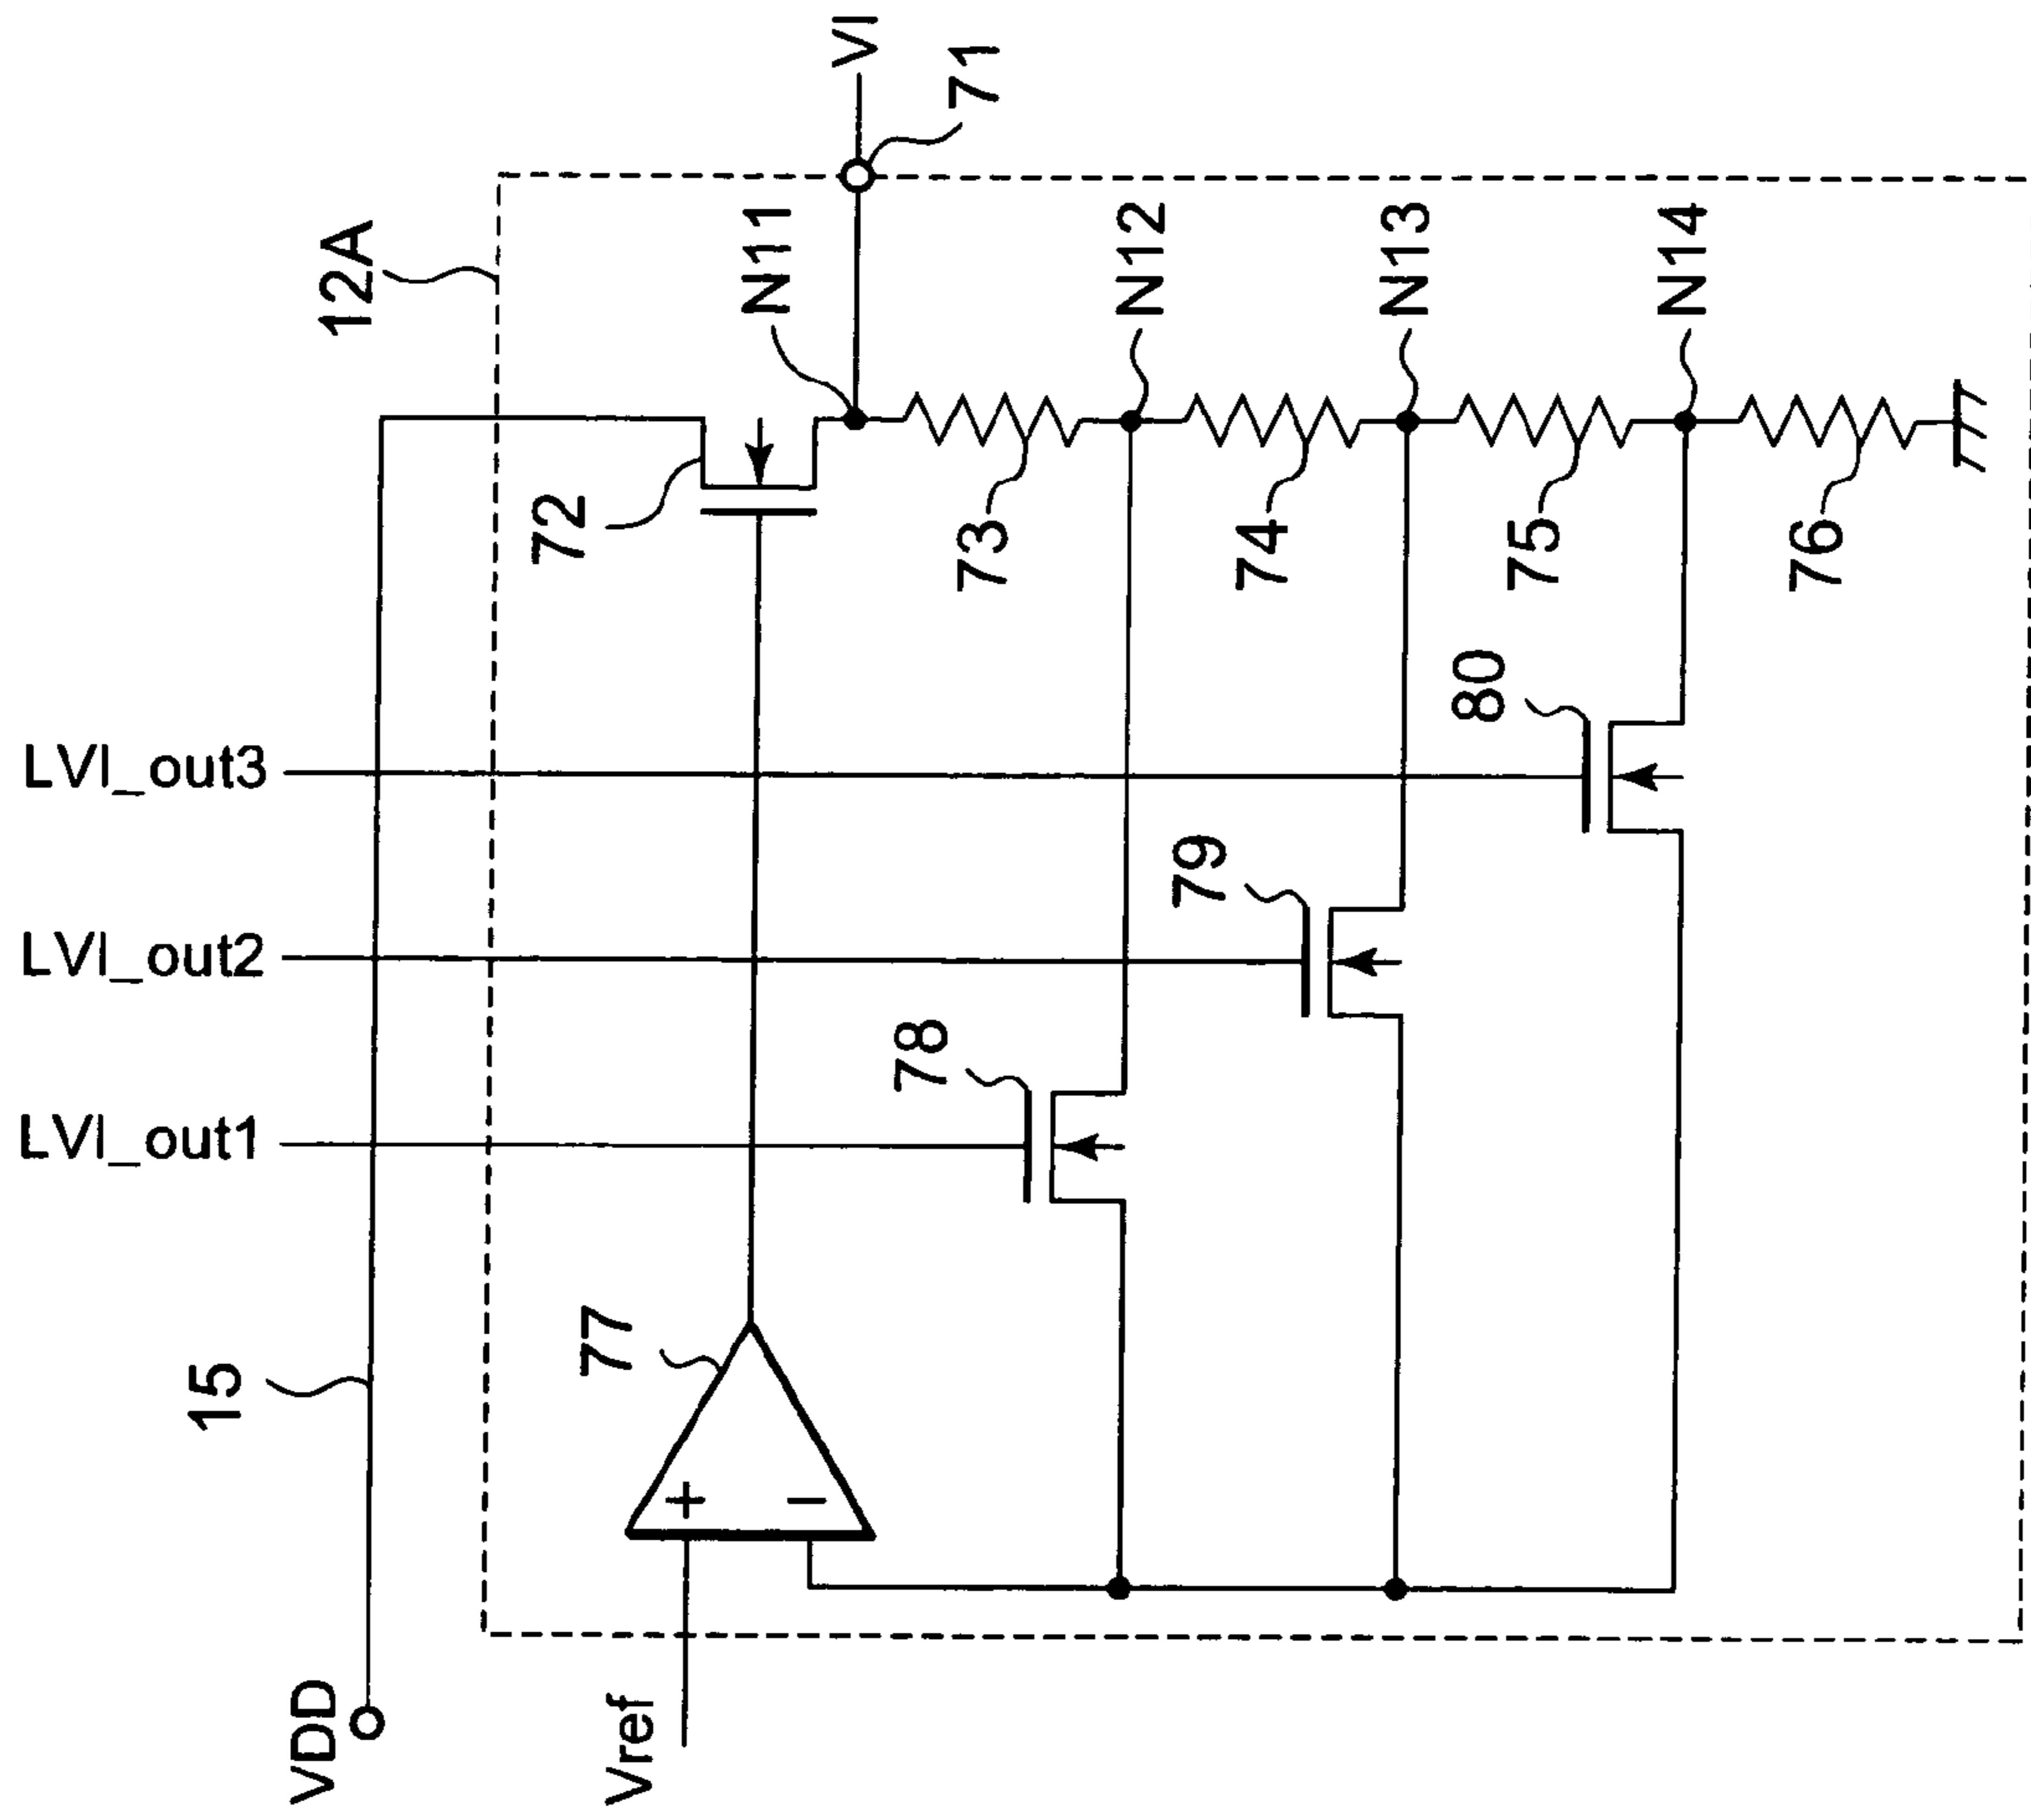 LVI_out3
LVI_out2
LVI_out1
VDD
15
12A
VI
71
Vref
77
+
−
72
N11
73
N12
74
N13
75
N14
76
78
79
80